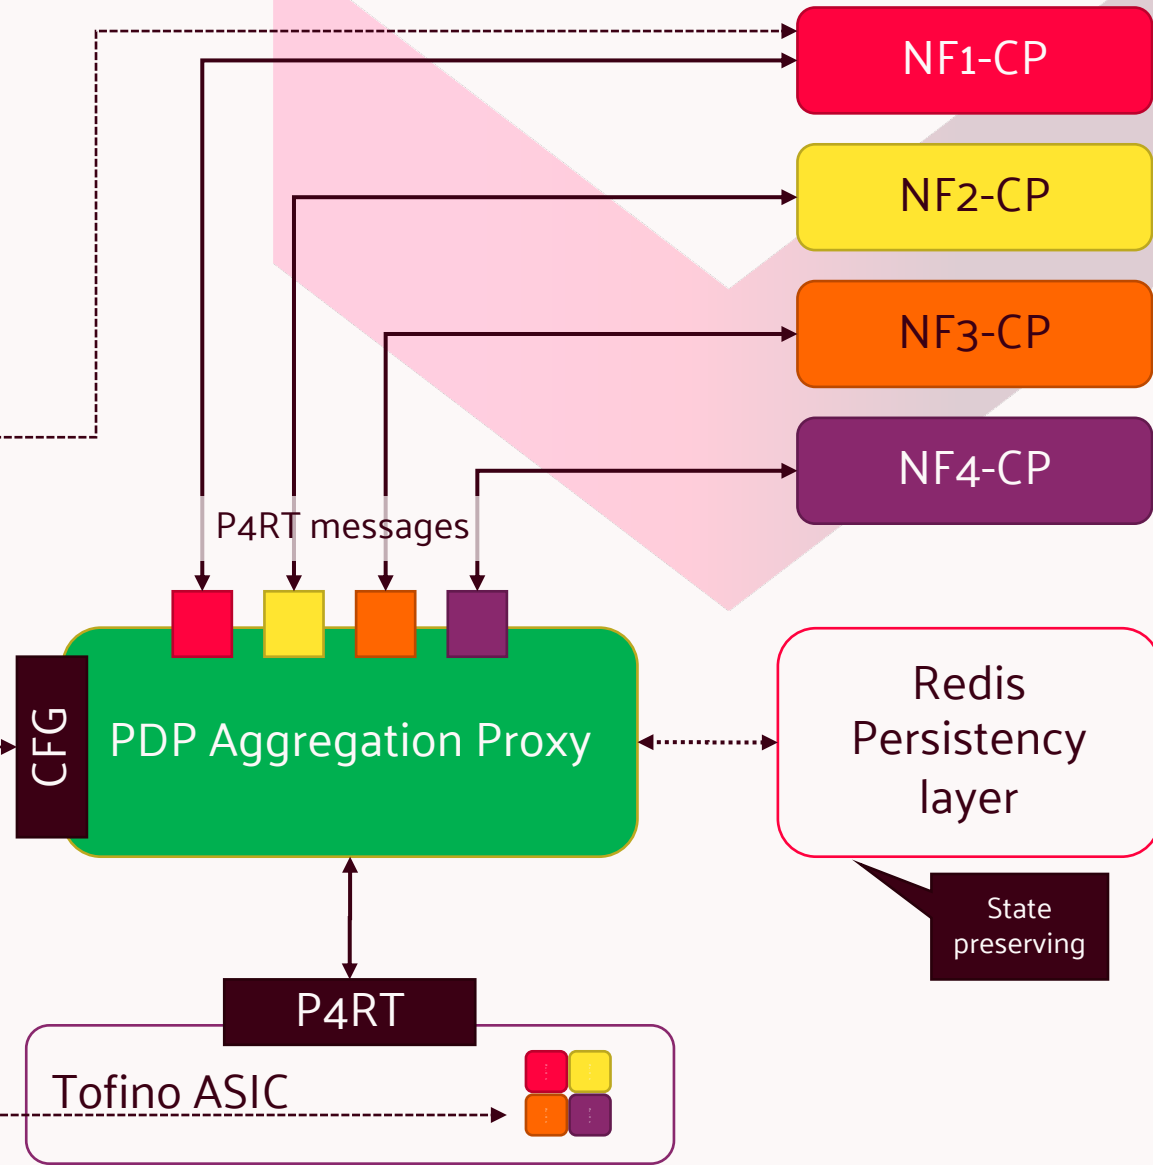 NF1-CP
NF2-CP
NF3-CP
NF4-CP
P4RT messages
CFG
PDP Aggregation Proxy
Redis
Persistency
layer
State
preserving
P4RT
Tofino ASIC